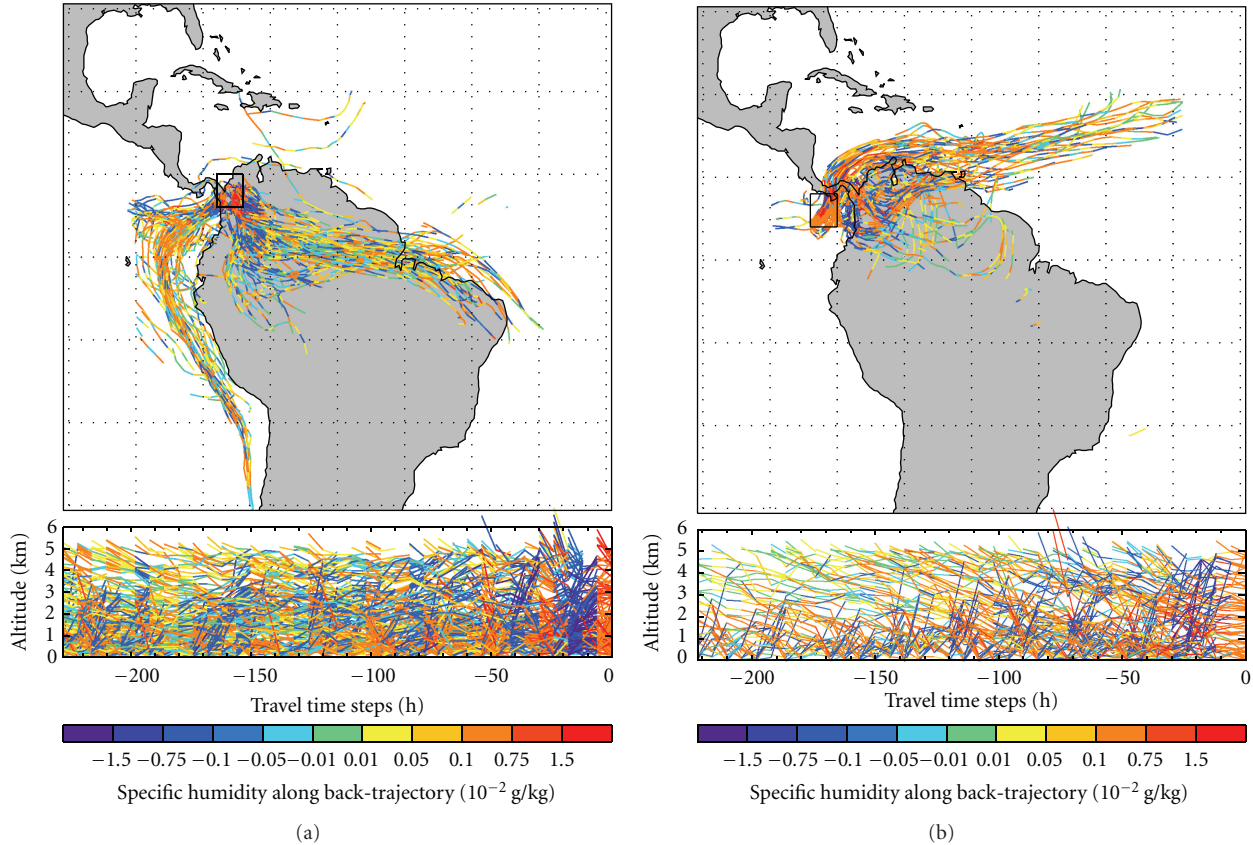 6
5
4
3
2
1
0
Altitude (km)
−200 −150 −100 −50 0
Travel time steps (h)
−1.5 −0.75 −0.1 −0.05 −0.01 0.01 0.05 0.1 0.75 1.5
Specific humidity along back-trajectory (10−2 g/kg)
(a)
6
5
4
3
2
1
0
Altitude (km)
−200 −150 −100 −50 0
Travel time steps (h)
−1.5 −0.75 −0.1 −0.05 −0.01 0.01 0.05 0.1 0.75 1.5
Specific humidity along back-trajectory (10−2 g/kg)
(b)